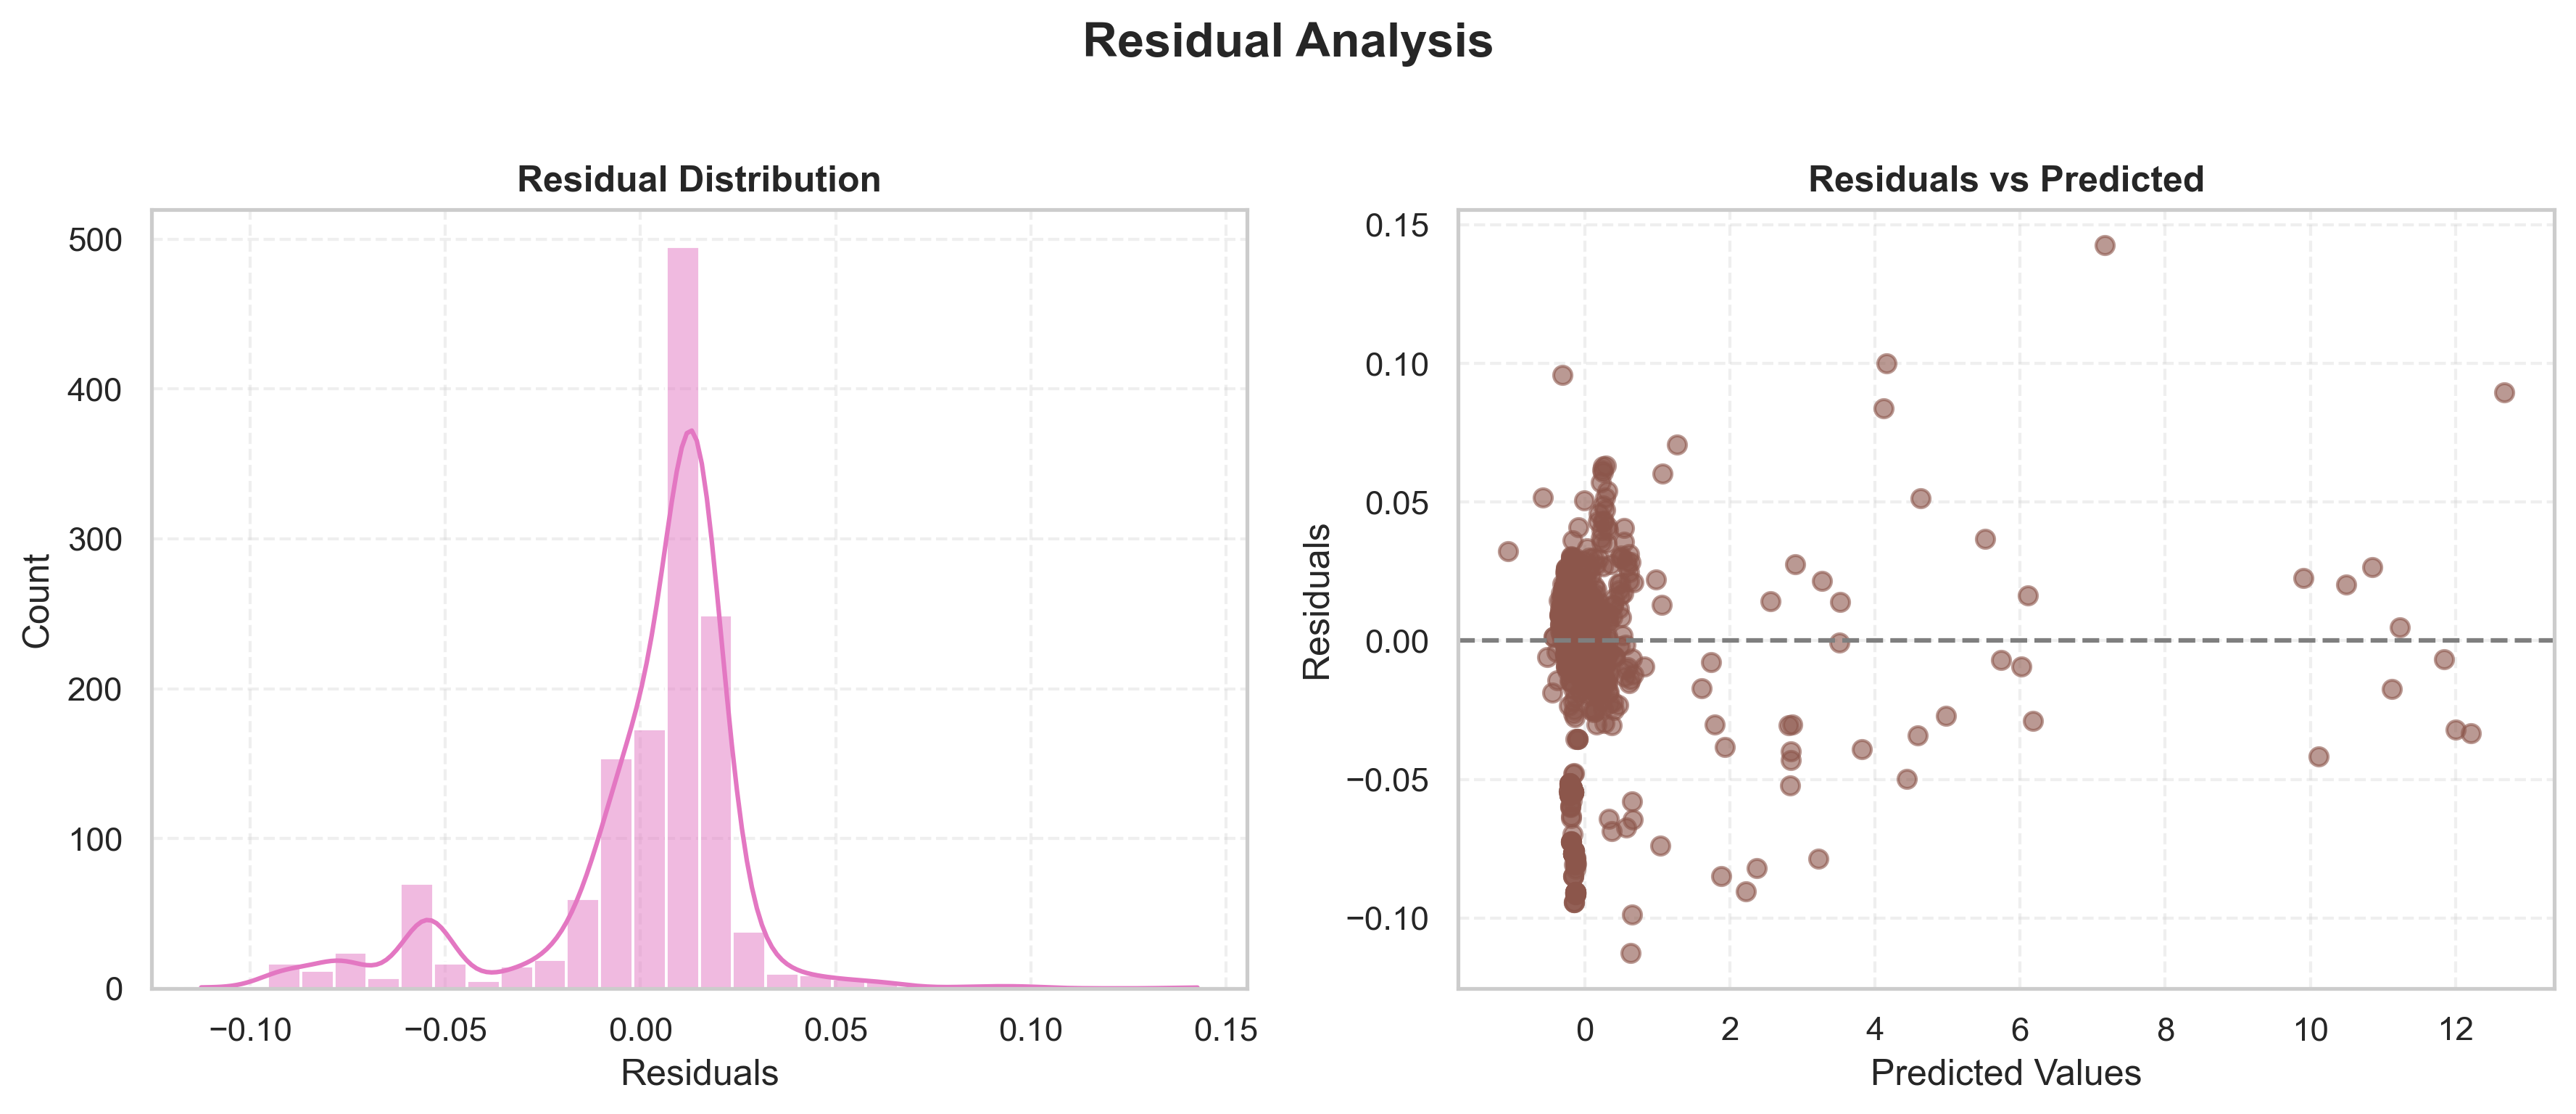 Residual Analysis
Residual Distribution
500
400
300
200
100
0
Count
−0.10 −0.05 0.00 0.05 0.10 0.15
Residuals
Residuals vs Predicted
0.15
0.10
0.05
0.00
−0.05
−0.10
Residuals
0 2 4 6 8 10 12
Predicted Values